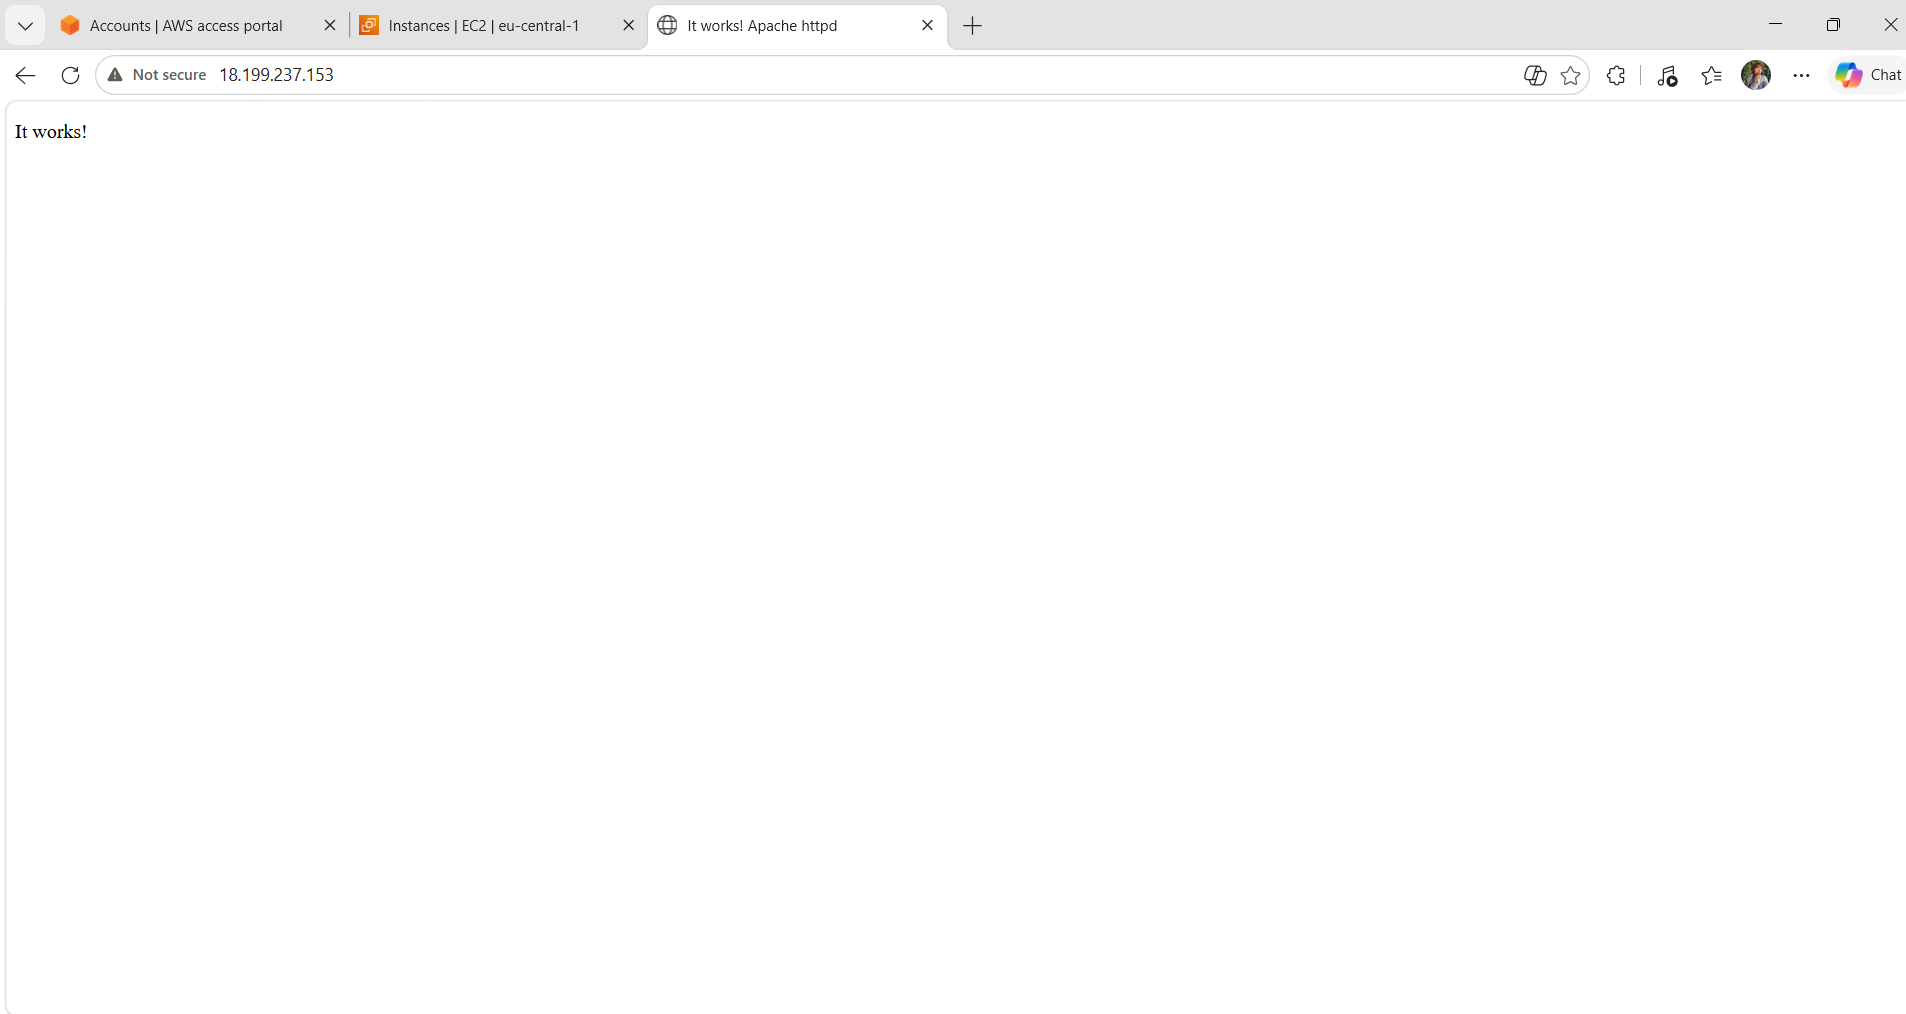 Accounts | AWS access portal
Instances | EC2 | eu-central-1
It works! Apache httpd
Not secure 18.199.237.153
Chat
It works!